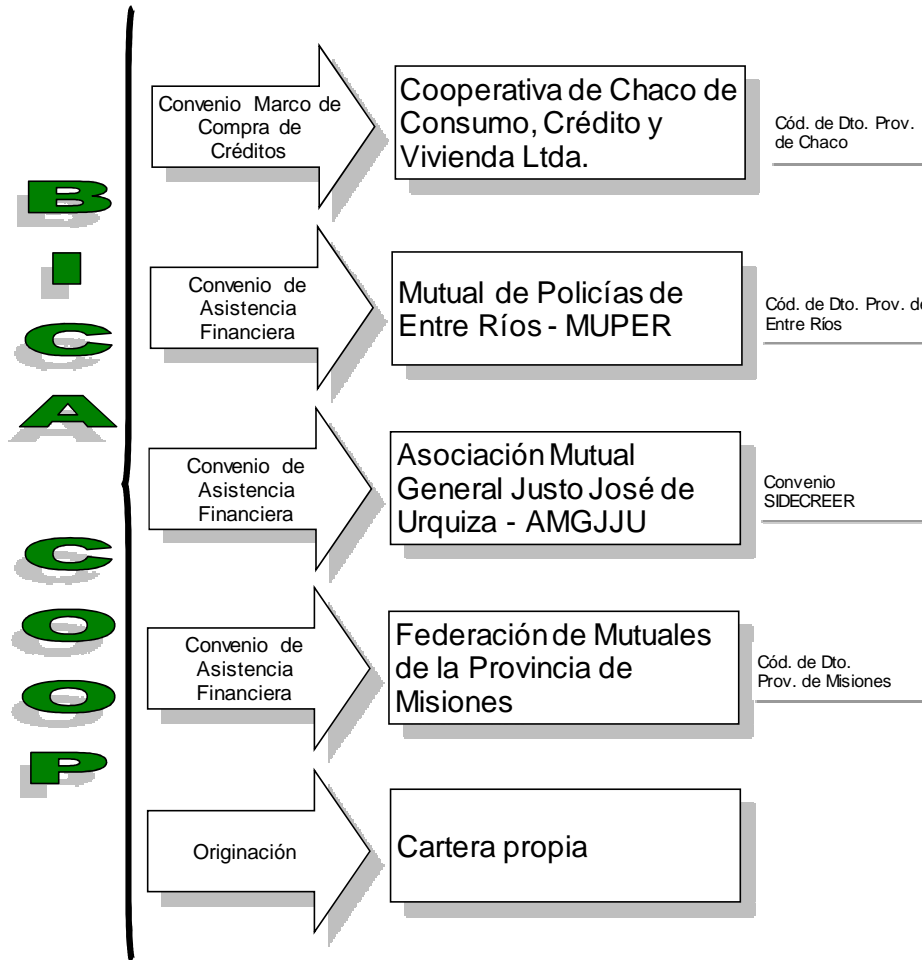 BICA COOP
Convenio Marco de
Compra de
Créditos
Cooperativa de Chaco de
Consumo, Crédito y
Vivienda Ltda.
Cód. de Dto. Prov.
de Chaco
Convenio de
Asistencia
Financiera
Mutual de Policías de
Entre Ríos - MUPER
Cód. de Dto. Prov. de
Entre Ríos
Convenio de
Asistencia
Financiera
Asociación Mutual
General Justo José de
Urquiza - AMGJJU
Convenio
SIDECREER
Convenio de
Asistencia
Financiera
Federación de Mutuales
de la Provincia de
Misiones
Cód. de Dto.
Prov. de Misiones
Originación
Cartera propia